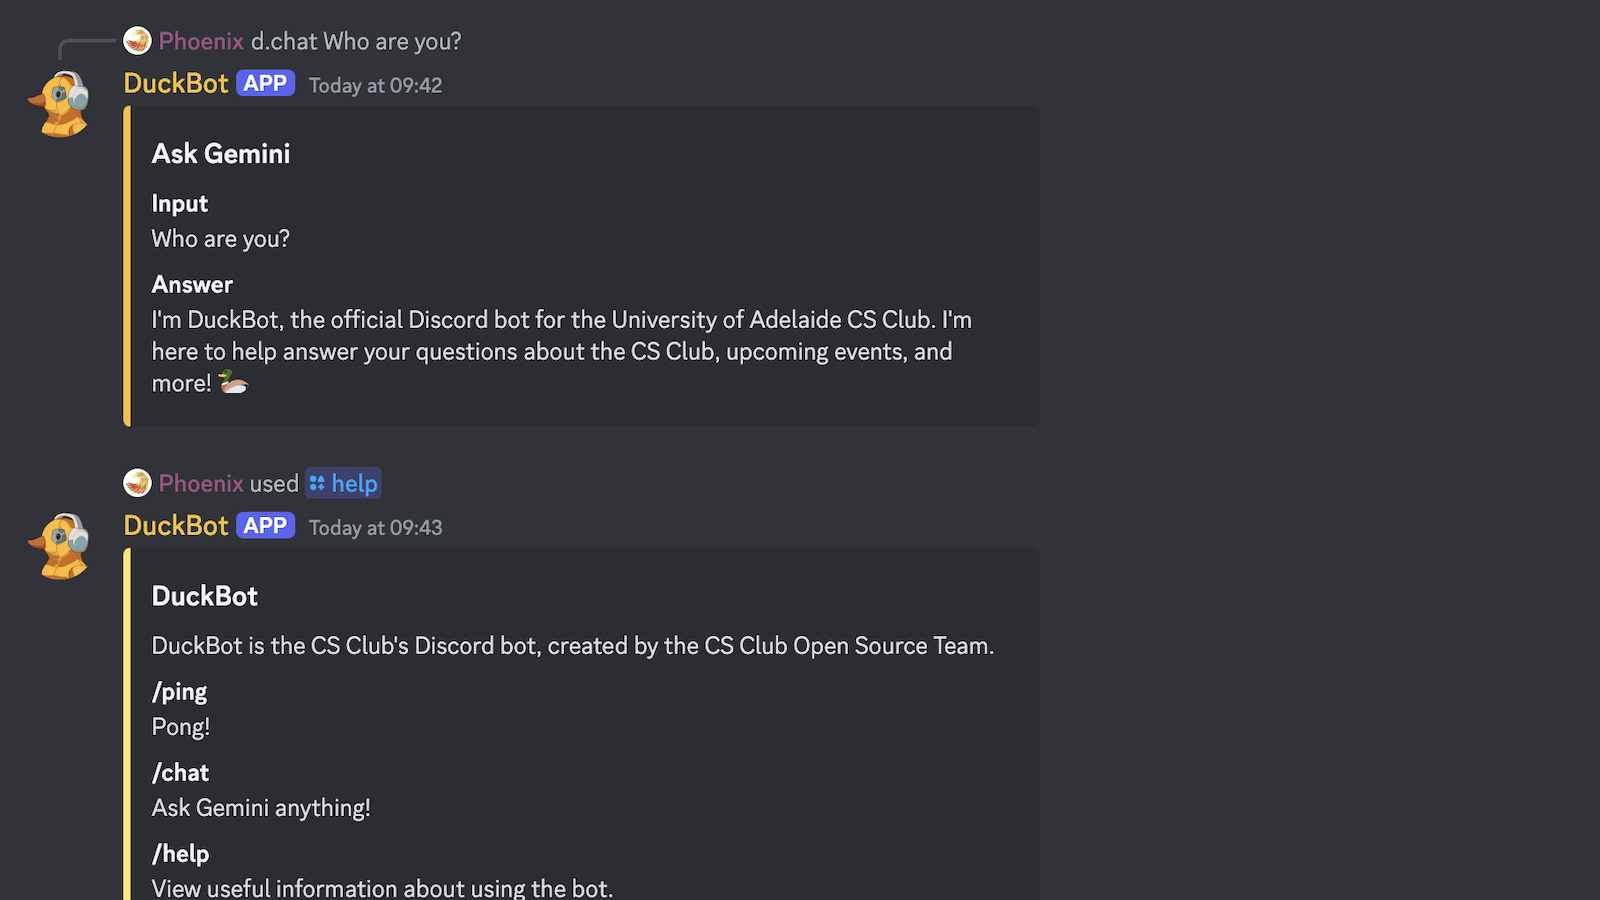 Phoenix d.chat Who are you?
DuckBot APP Today at 09:42
Ask Gemini
Input
Who are you?
Answer
I'm DuckBot, the official Discord bot for the University of Adelaide CS Club. I'm
here to help answer your questions about the CS Club, upcoming events, and
more! 🦆
Phoenix used help
DuckBot APP Today at 09:43
DuckBot
DuckBot is the CS Club's Discord bot, created by the CS Club Open Source Team.
/ping
Pong!
/chat
Ask Gemini anything!
/help
View useful information about using the bot.